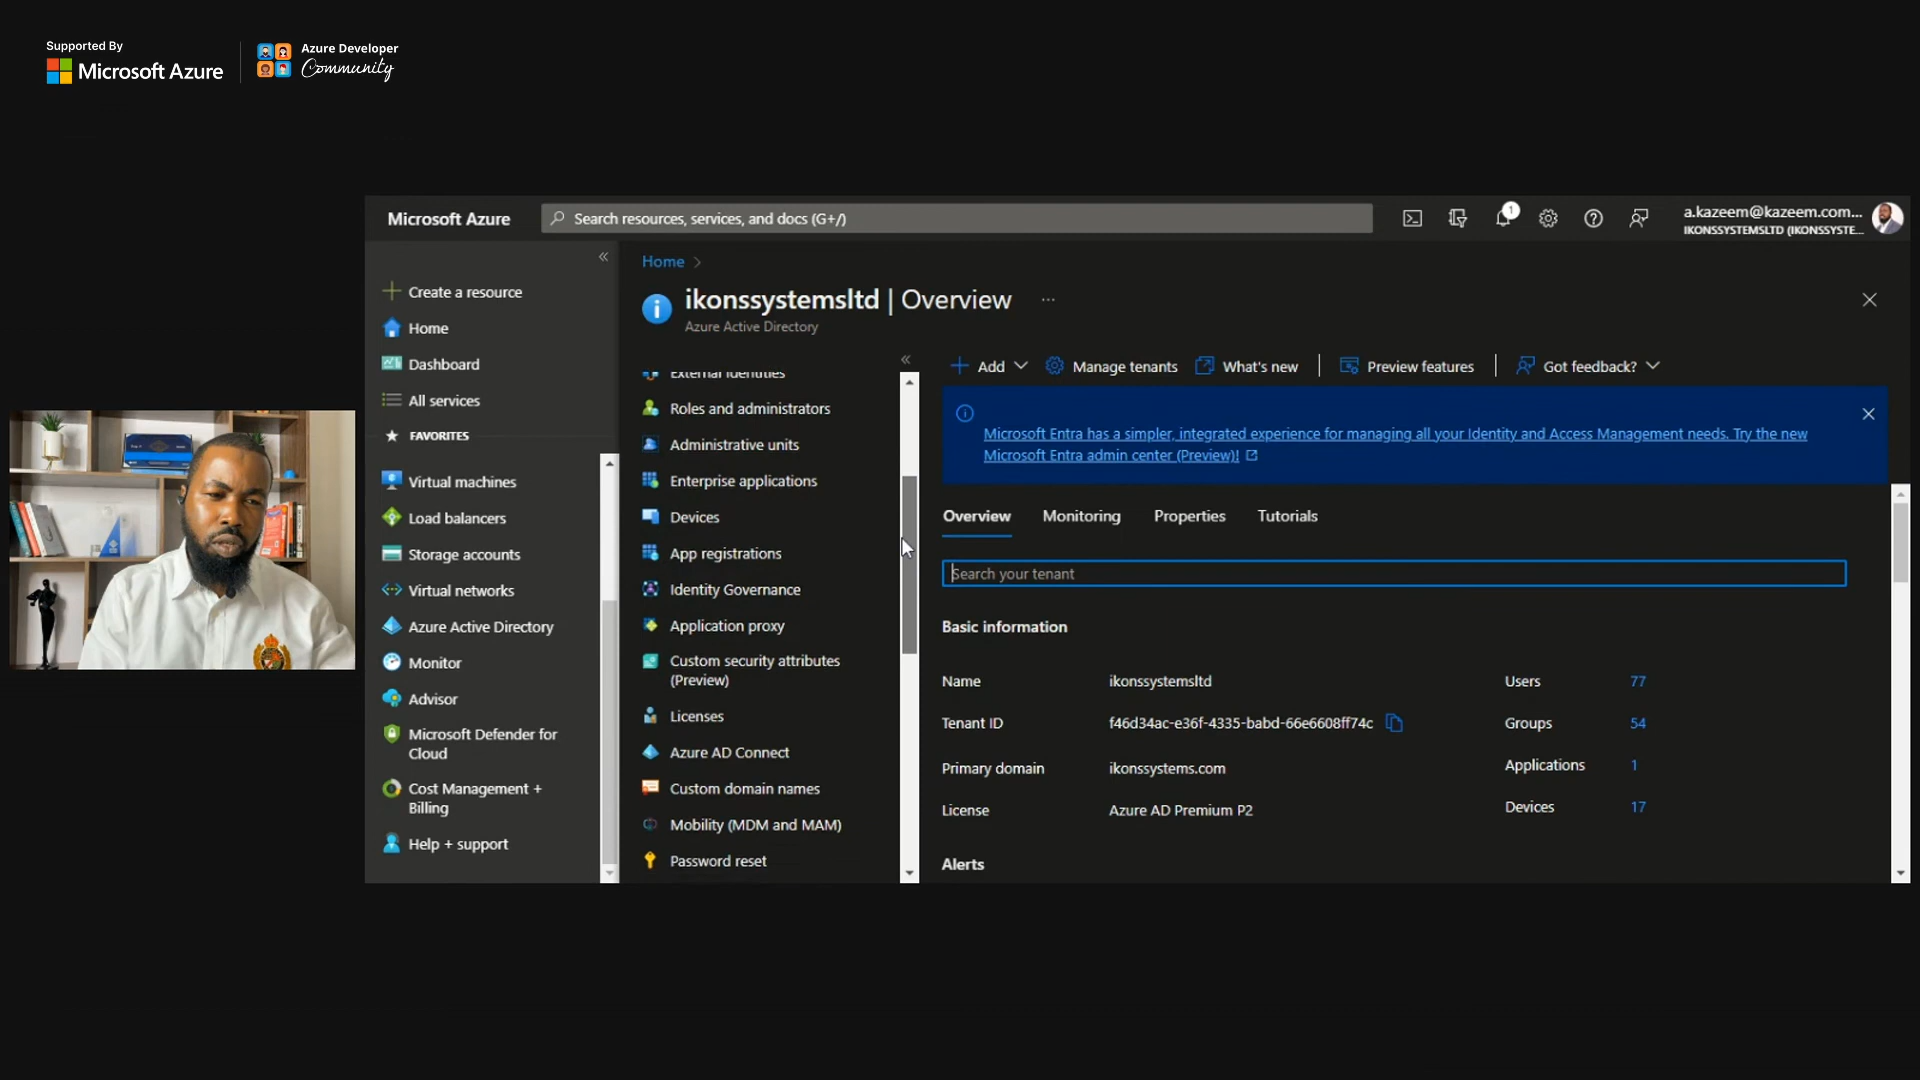 Supported By
Microsoft Azure
Azure Developer
Community
Microsoft Azure
Search resources, services, and docs (G+/)
1
a.kazeem@kazeem.com...
IKONSSYSTEMSLTD (IKONSSYSTE...
Create a resource
Home
Dashboard
All services
FAVORITES
Virtual machines
Load balancers
Storage accounts
Virtual networks
Azure Active Directory
Monitor
Advisor
Microsoft Defender for
Cloud
Cost Management +
Billing
Help + support
Home
ikonssystemsltd | Overview
...
Azure Active Directory
External Identities
Roles and administrators
Administrative units
Enterprise applications
Devices
App registrations
Identity Governance
Application proxy
Custom security attributes
(Preview)
Licenses
Azure AD Connect
Custom domain names
Mobility (MDM and MAM)
Password reset
Add
Manage tenants
What's new
Preview features
Got feedback?
Microsoft Entra has a simpler, integrated experience for managing all your Identity and Access Management needs. Try the new
Microsoft Entra admin center (Preview)!
Overview
Monitoring
Properties
Tutorials
Search your tenant
Basic information
Name
ikonssystemsltd
Users
77
Tenant ID
f46d34ac-e36f-4335-babd-66e6608ff74c
Groups
54
Primary domain
ikonssystems.com
Applications
1
License
Azure AD Premium P2
Devices
17
Alerts